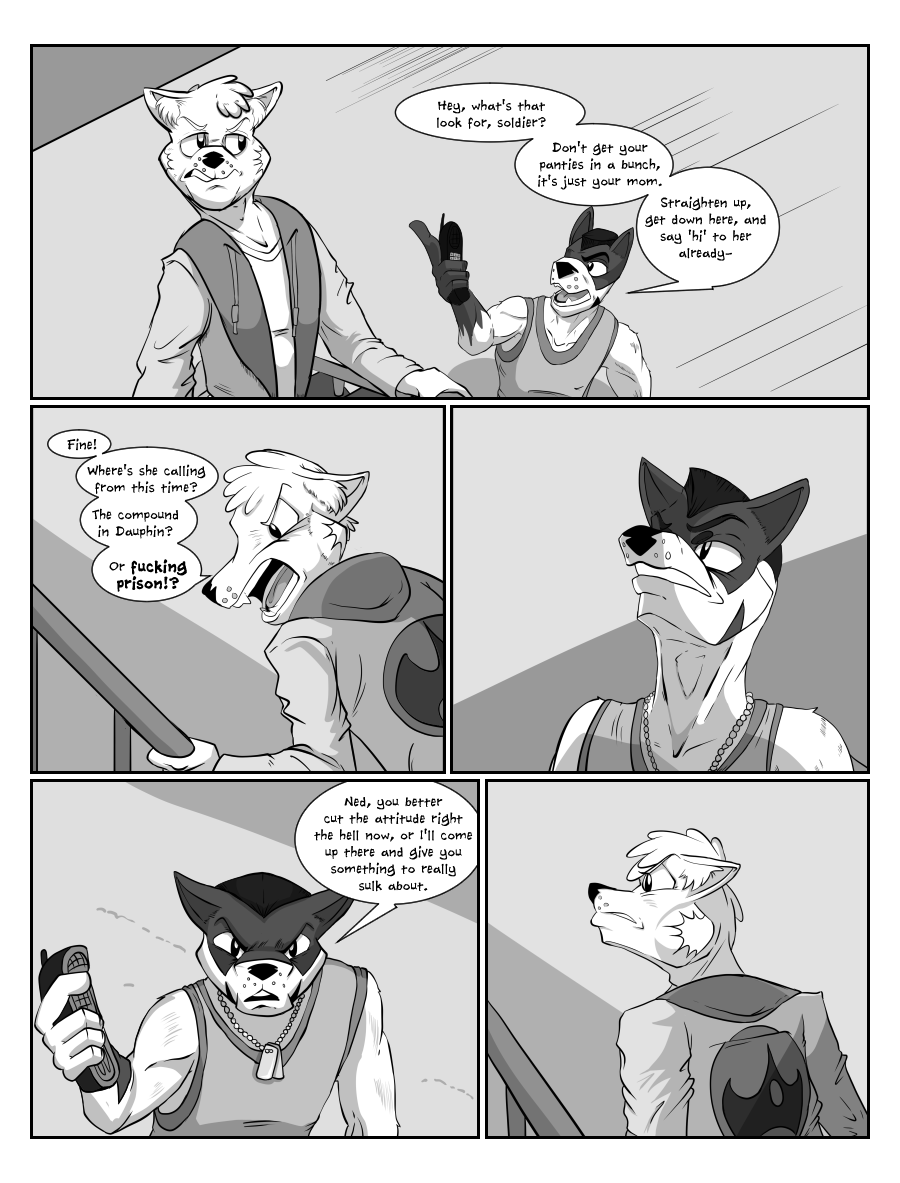 Hey, what's that
look for, soldier?
Don't get your
panties in a bunch,
it's just your mom.
Straighten up,
get down here, and
say 'hi' to her
already–
Fine!
Where's she calling
from this time?
The compound
in Dauphin?
Or fucking
prison!?
Ned, you better
cut the attitude right
the hell now, or I'll come
up there and give you
something to really
sulk about.